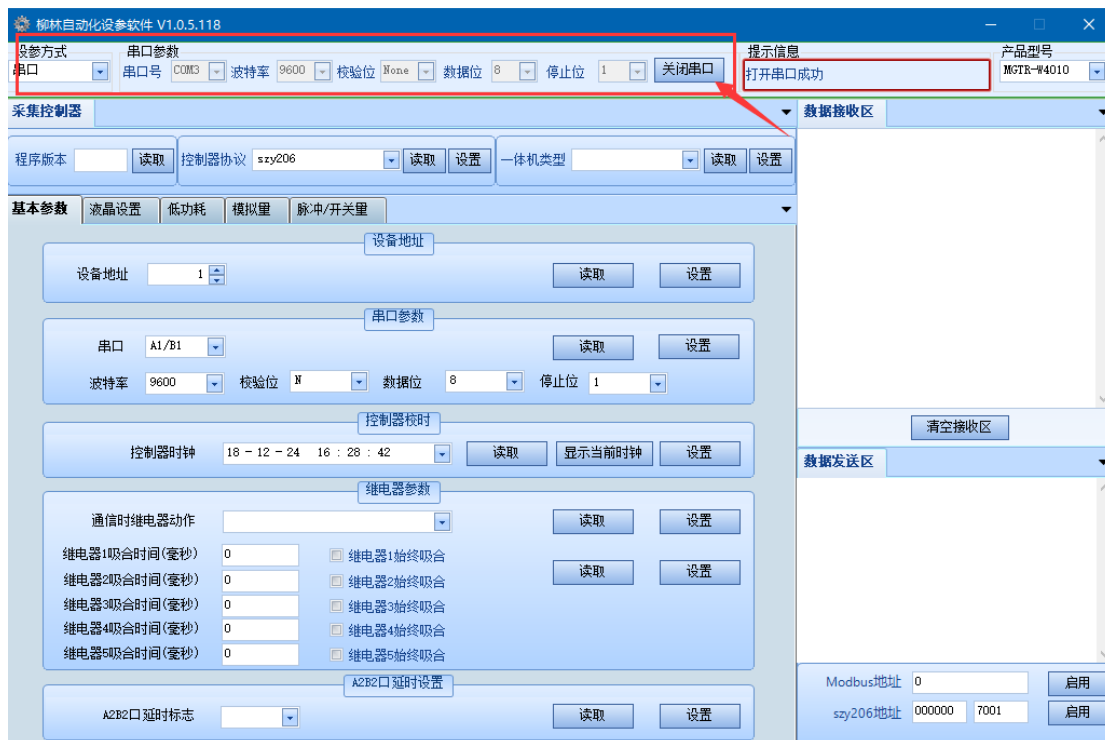 柳林自动化设参软件 V1.0.5.118
设参方式 串口参数 提示信息 产品型号
串口 串口号 COM3 波特率 9600 校验位 None 数据位 8 停止位 1 关闭串口 打开串口成功 MGTR-W4010
采集控制器 数据接收区
程序版本 读取 控制器协议 szy206 读取 设置 一体机类型 读取 设置
基本参数 液晶设置 低功耗 模拟量 脉冲/开关量
设备地址
设备地址 1 读取 设置
串口参数
串口 A1/B1 读取 设置
波特率 9600 校验位 N 数据位 8 停止位 1
控制器校时
清空接收区
控制器时钟 18-12-24 16:28:42 读取 显示当前时钟 设置
数据发送区
继电器参数
通信时继电器动作 读取 设置
继电器1吸合时间(毫秒) 0 继电器1始终吸合
读取 设置
继电器2吸合时间(毫秒) 0 继电器2始终吸合
继电器3吸合时间(毫秒) 0 继电器3始终吸合
继电器4吸合时间(毫秒) 0 继电器4始终吸合
继电器5吸合时间(毫秒) 0 继电器5始终吸合
A2B2口延时设置
Modbus地址 0 启用
A2B2口延时标志 读取 设置
szy206地址 000000 7001 启用